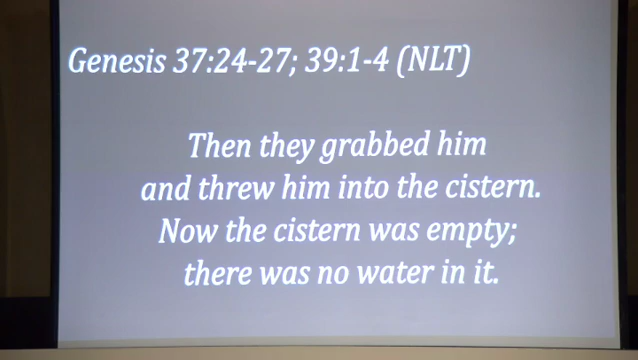 Genesis 37:24-27; 39:1-4 (NLT)
Then they grabbed him
and threw him into the cistern.
Now the cistern was empty;
there was no water in it.